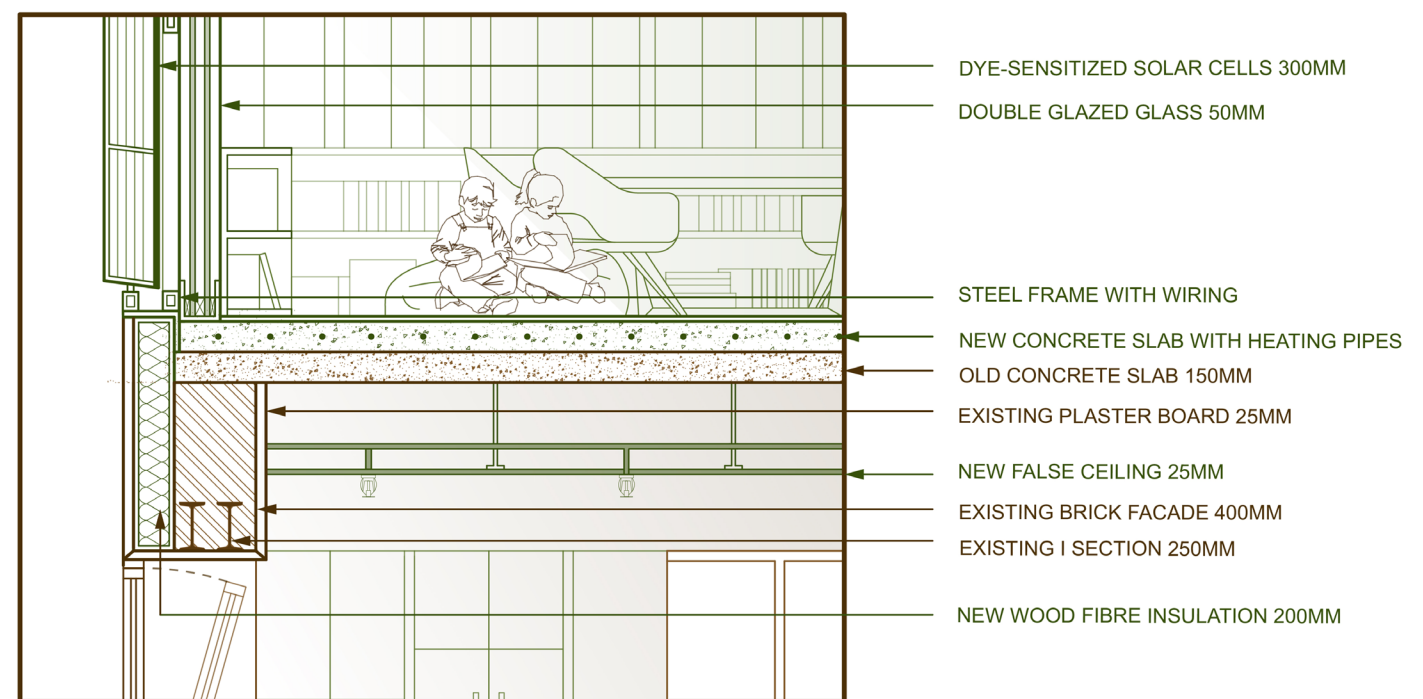 DYE-SENSITIZED SOLAR CELLS 300MM
DOUBLE GLAZED GLASS 50MM
STEEL FRAME WITH WIRING
NEW CONCRETE SLAB WITH HEATING PIPES
OLD CONCRETE SLAB 150MM
EXISTING PLASTER BOARD 25MM
NEW FALSE CEILING 25MM
EXISTING BRICK FACADE 400MM
EXISTING I SECTION 250MM
NEW WOOD FIBRE INSULATION 200MM